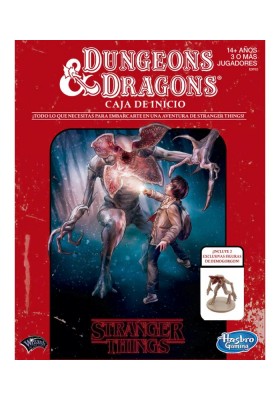 DUNGEONS
& DRAGONS®
CAJA DE INICIO
¡TODO LO QUE NECESITAS PARA EMBARCARTE EN UNA AVENTURA DE STRANGER THINGS!
14+ AÑOS
3 O MÁS
JUGADORES
¡INCLUYE 2
EXCLUSIVAS FIGURAS
DE DEMOGORGON!
STRANGER
THINGS
Wizards
Hasbro
Gaming